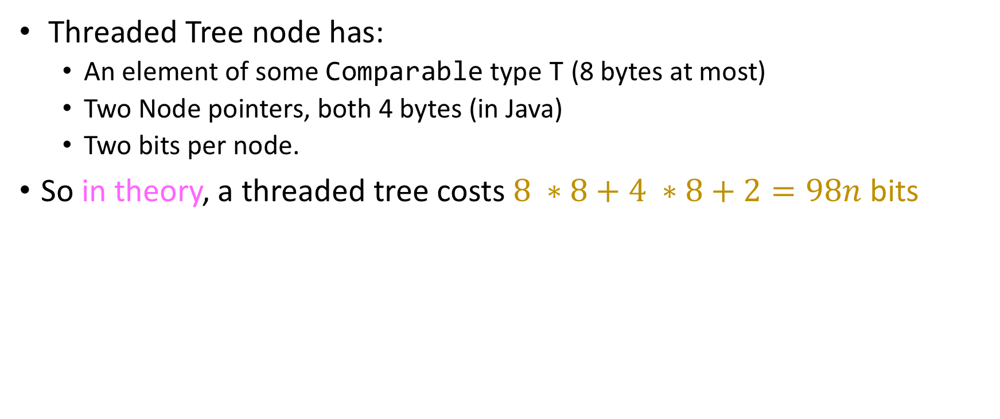 • Threaded Tree node has:
• An element of some Comparable type T (8 bytes at most)
• Two Node pointers, both 4 bytes (in Java)
• Two bits per node.
• So in theory, a threaded tree costs 8 ∗ 8 + 4 ∗ 8 + 2 = 98n bits